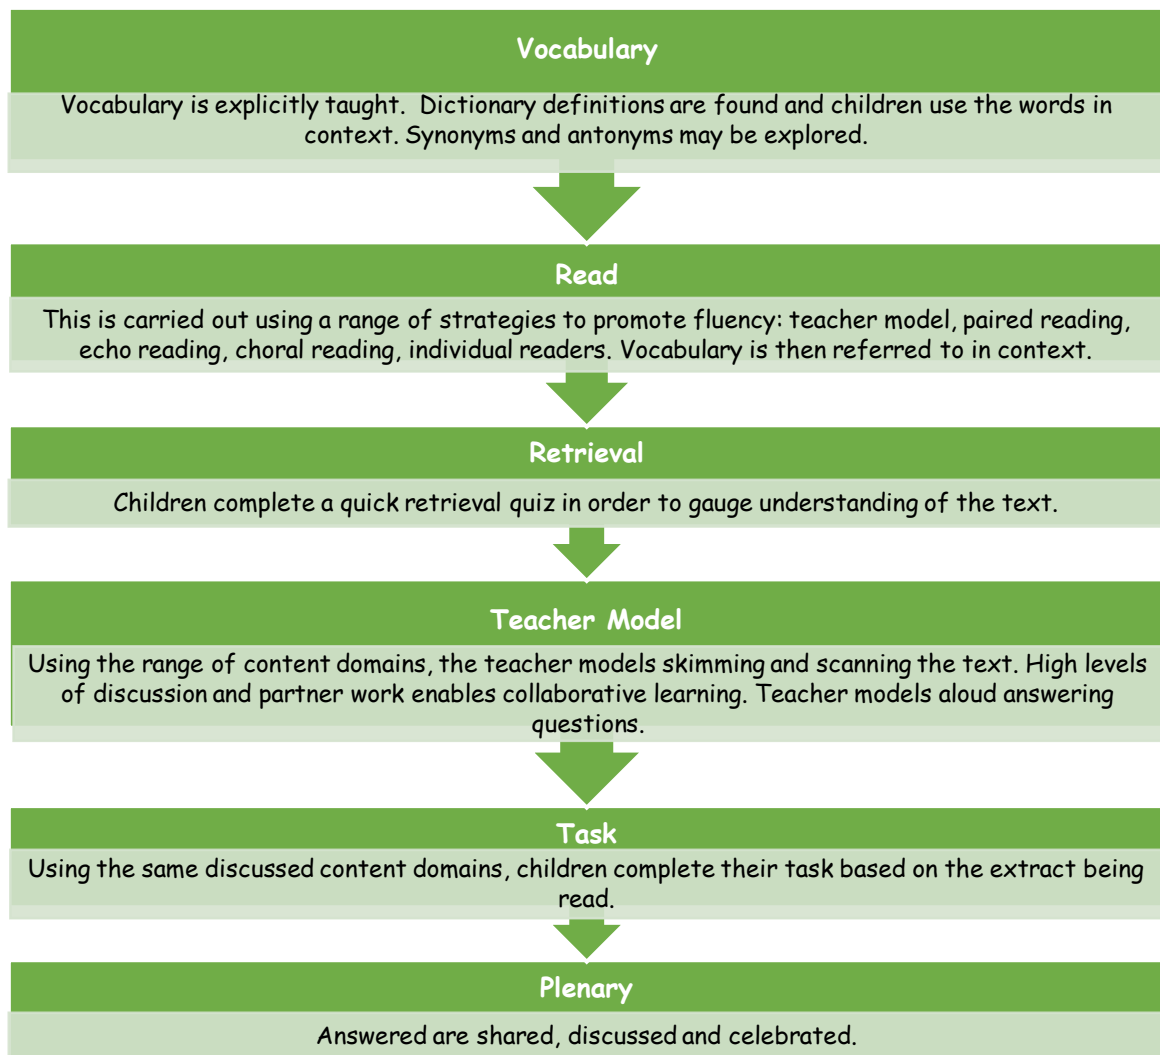 Vocabulary
Vocabulary is explicitly taught.  Dictionary definitions are found and children use the words in
context. Synonyms and antonyms may be explored.
Read
This is carried out using a range of strategies to promote fluency: teacher model, paired reading,
echo reading, choral reading, individual readers. Vocabulary is then referred to in context.
Retrieval
Children complete a quick retrieval quiz in order to gauge understanding of the text.
Teacher Model
Using the range of content domains, the teacher models skimming and scanning the text. High levels
of discussion and partner work enables collaborative learning. Teacher models aloud answering
questions.
Task
Using the same discussed content domains, children complete their task based on the extract being
read.
Plenary
Answered are shared, discussed and celebrated.